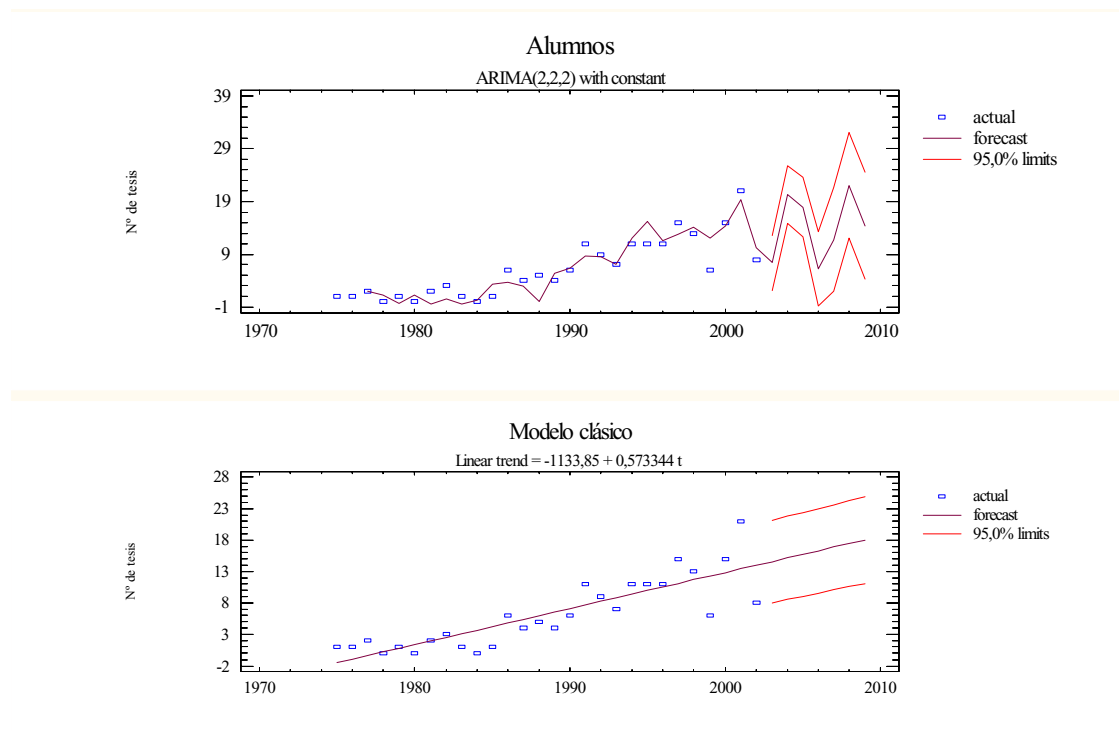 Alumnos
ARIMA(2,2,2) with constant
Nº de tesis
39
29
19
9
-1
1970 1980 1990 2000 2010
actual
forecast
95,0% limits
Modelo clásico
Linear trend = -1133,85 + 0,573344 t
Nº de tesis
28
23
18
13
8
3
-2
1970 1980 1990 2000 2010
actual
forecast
95,0% limits